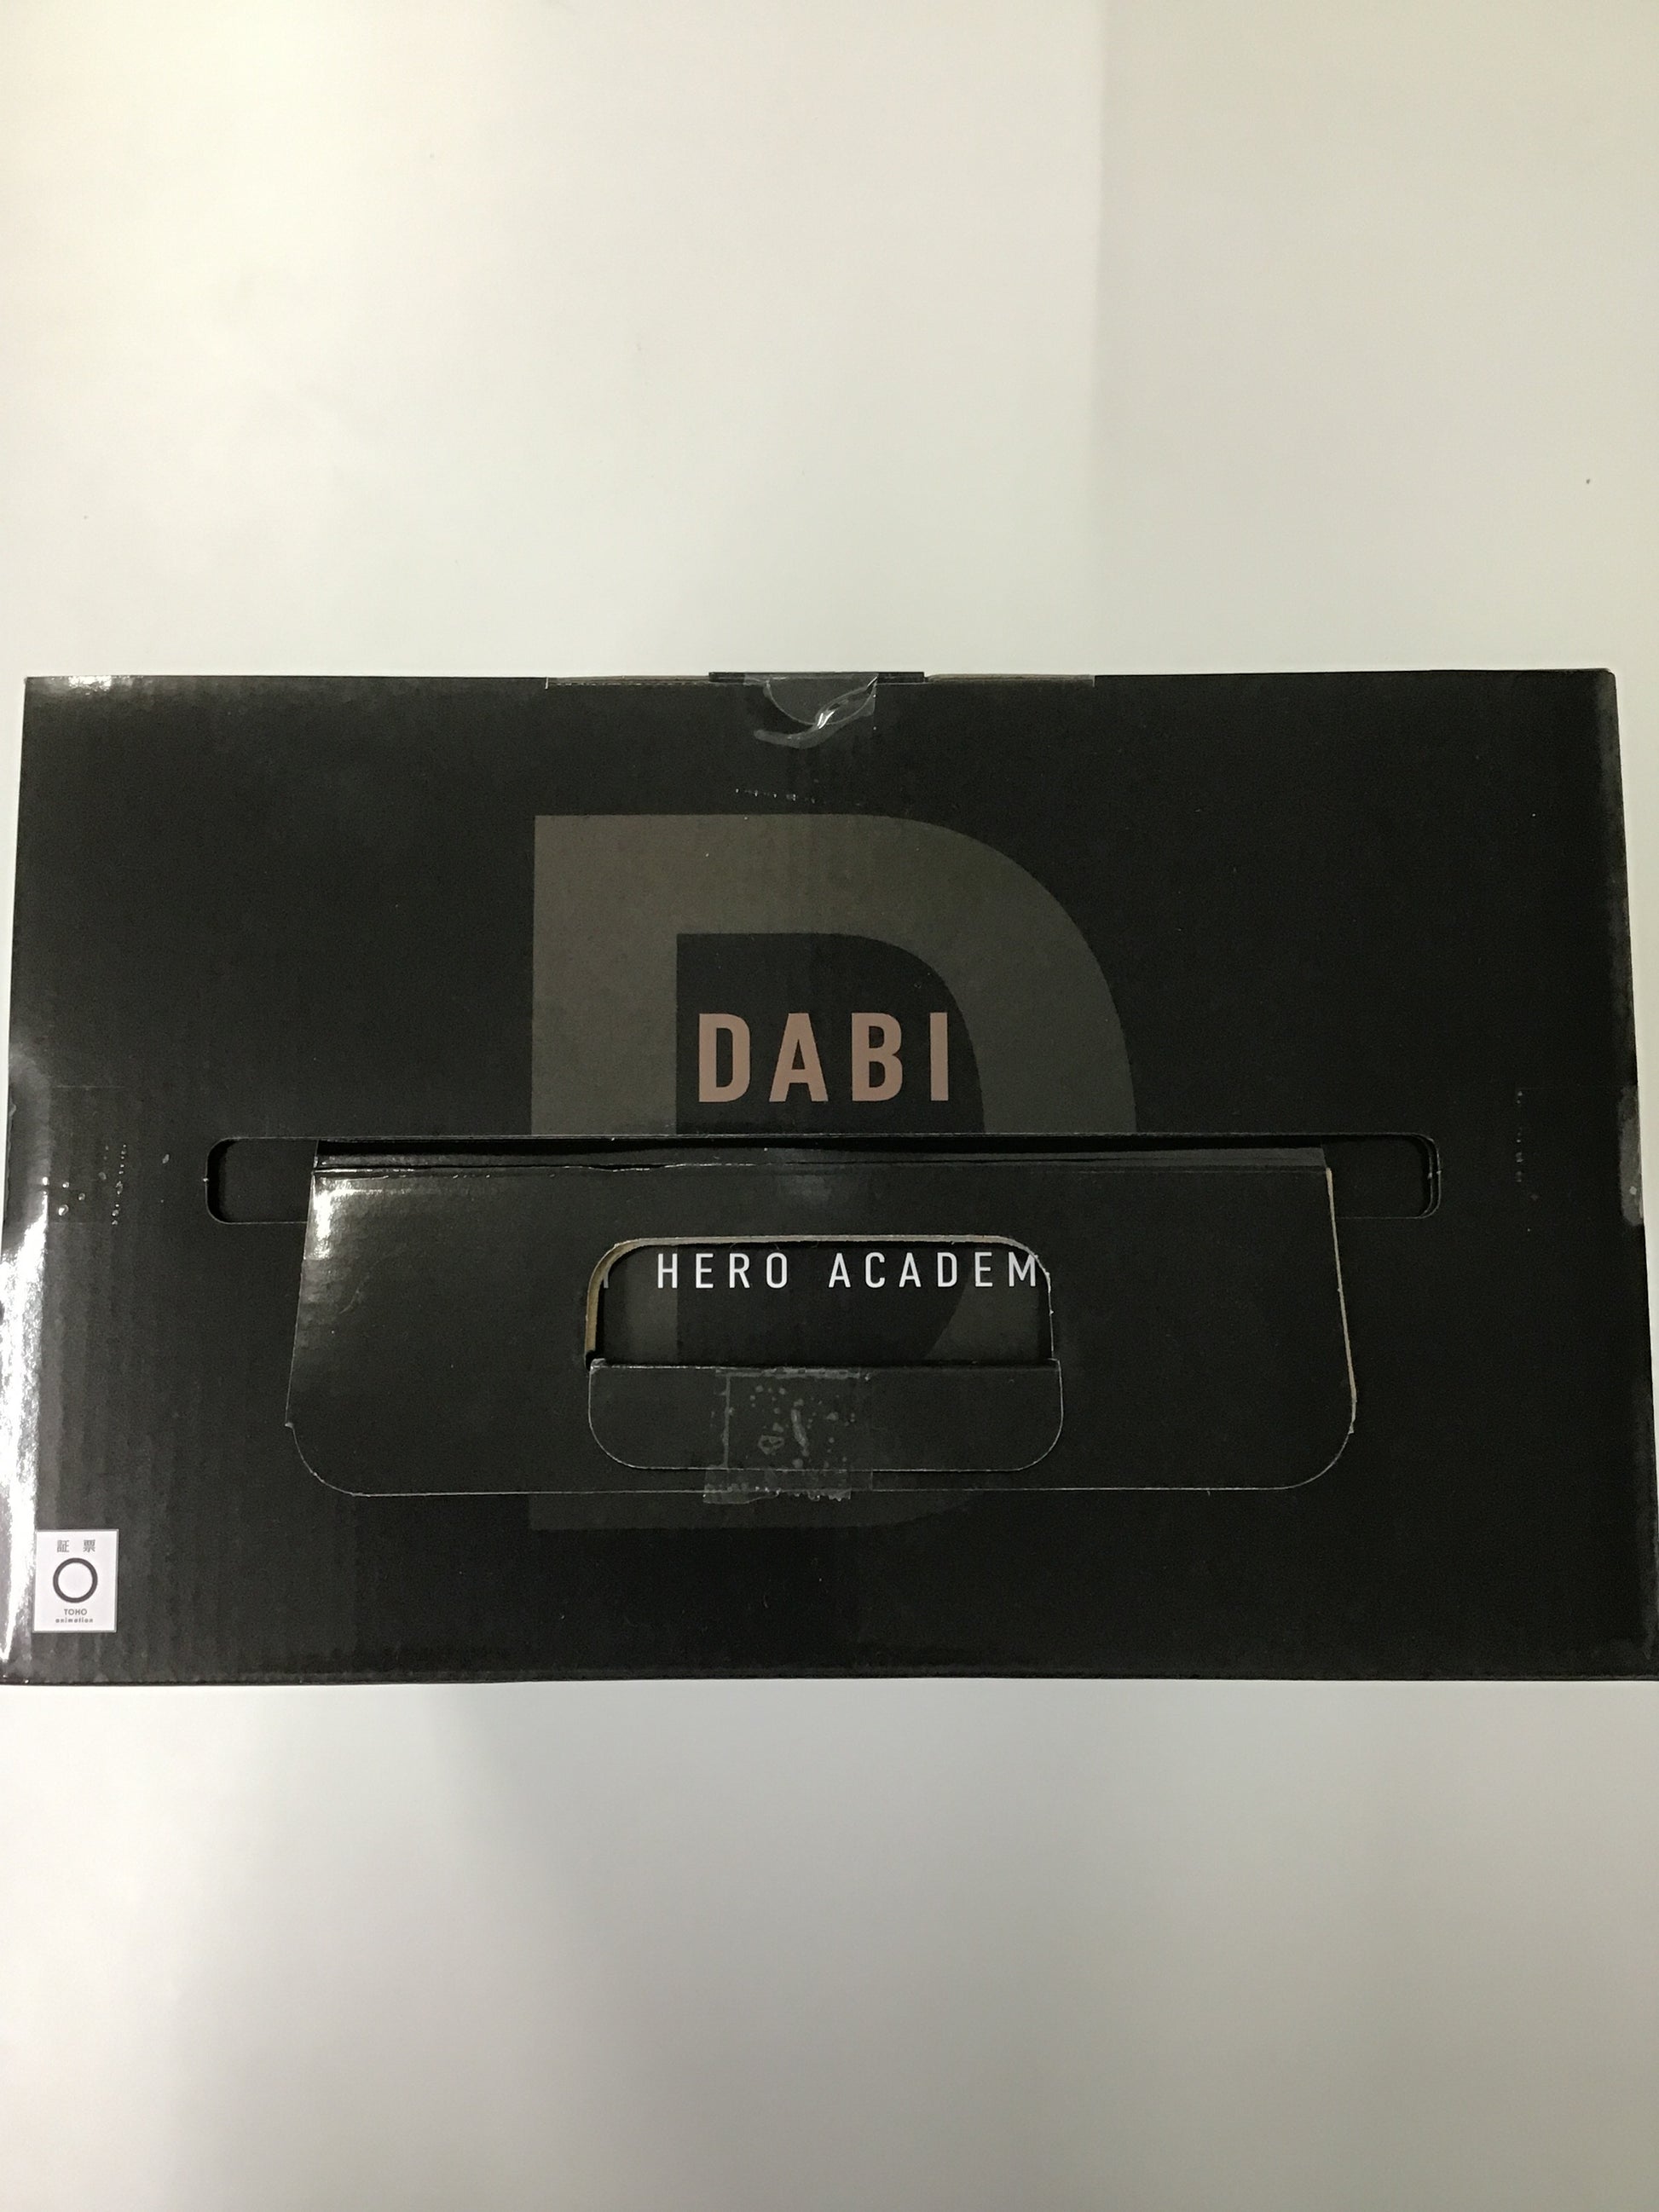 D
DABI
HERO ACADEM
証 票
TOHO
animation